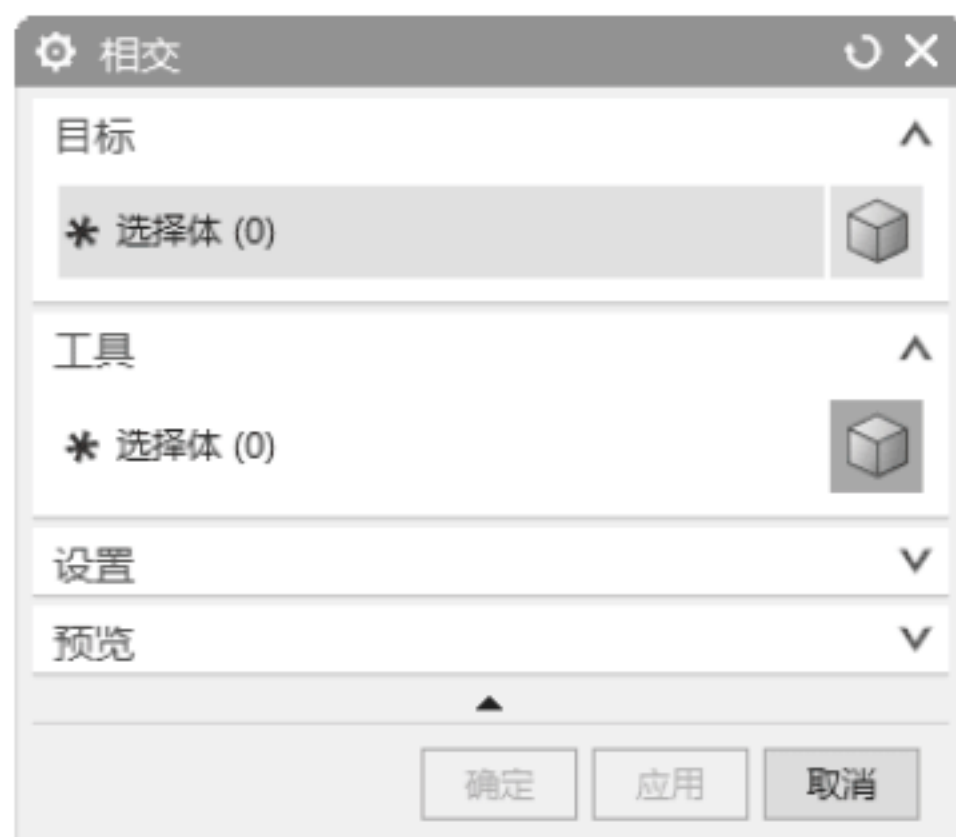 相交
目标
* 选择体 (0)
工具
* 选择体 (0)
设置
预览
确定 应用 取消